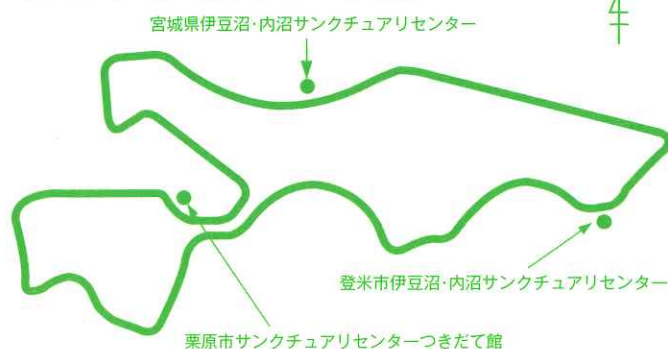 宮城県伊豆沼・内沼サンクチュアリセンター
登米市伊豆沼・内沼サンクチュアリセンター
栗原市サンクチュアリセンターつきだて館